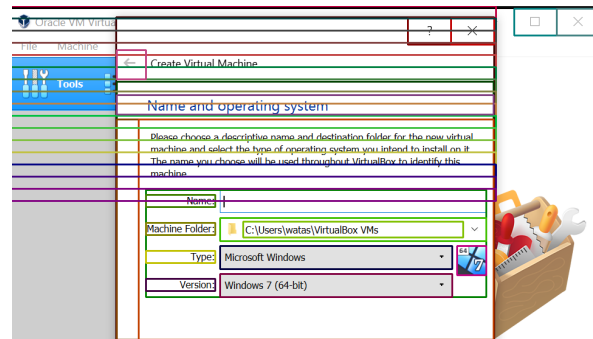 Oracle VM Virtua
?
File Machine
Create Virtual Machine
Tools
Name and operating system
Please choose a descriptive name and destination folder for the new virtual
machine and select the type of operating system you intend to install on it.
The name you choose will be used throughout VirtualBox to identify this
machine.
Name:
Machine Folder: C:\Users\watas\VirtualBox VMs
Type: Microsoft Windows
64
7
Version: Windows 7 (64-bit)